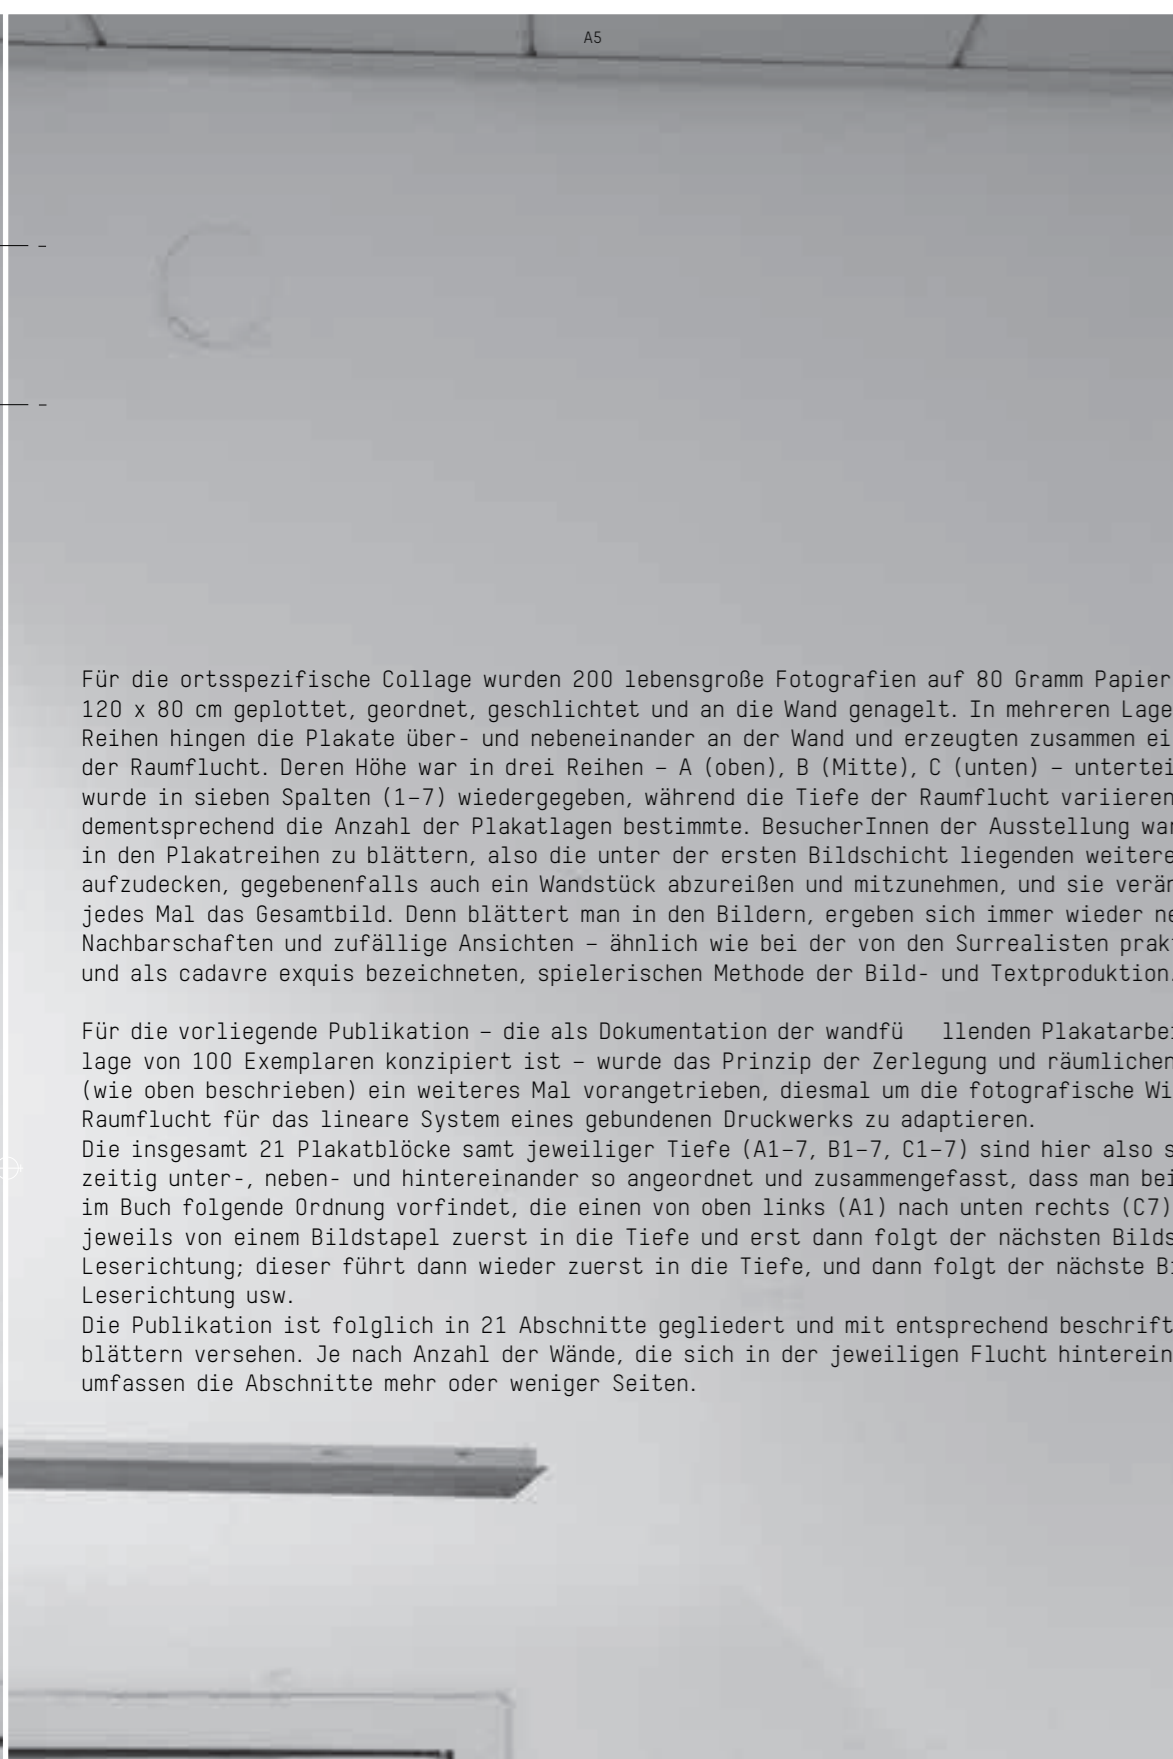 A5
Für die ortsspezifische Collage wurden 200 lebensgroße Fotografien auf 80 Gramm Papier
120 x 80 cm geplottet, geordnet, geschlichtet und an die Wand genagelt. In mehreren Lage
Reihen hingen die Plakate über- und nebeneinander an der Wand und erzeugten zusammen ei
der Raumflucht. Deren Höhe war in drei Reihen – A (oben), B (Mitte), C (unten) – untertei
wurde in sieben Spalten (1–7) wiedergegeben, während die Tiefe der Raumflucht variieren
dementsprechend die Anzahl der Plakatlagen bestimmte. BesucherInnen der Ausstellung war
in den Plakatreihen zu blättern, also die unter der ersten Bildschicht liegenden weitere
aufzudecken, gegebenenfalls auch ein Wandstück abzureißen und mitzunehmen, und sie verän
jedes Mal das Gesamtbild. Denn blättert man in den Bildern, ergeben sich immer wieder ne
Nachbarschaften und zufällige Ansichten – ähnlich wie bei der von den Surrealisten prakt
und als cadavre exquis bezeichneten, spielerischen Methode der Bild- und Textproduktion.
Für die vorliegende Publikation – die als Dokumentation der wandfü llenden Plakatarbei
lage von 100 Exemplaren konzipiert ist – wurde das Prinzip der Zerlegung und räumlichen
(wie oben beschrieben) ein weiteres Mal vorangetrieben, diesmal um die fotografische Wi
Raumflucht für das lineare System eines gebundenen Druckwerks zu adaptieren.
Die insgesamt 21 Plakatblöcke samt jeweiliger Tiefe (A1–7, B1–7, C1–7) sind hier also s
zeitig unter-, neben- und hintereinander so angeordnet und zusammengefasst, dass man bei
im Buch folgende Ordnung vorfindet, die einen von oben links (A1) nach unten rechts (C7)
jeweils von einem Bildstapel zuerst in die Tiefe und erst dann folgt der nächsten Bilds
Leserichtung; dieser führt dann wieder zuerst in die Tiefe, und dann folgt der nächste Bi
Leserichtung usw.
Die Publikation ist folglich in 21 Abschnitte gegliedert und mit entsprechend beschrift
blättern versehen. Je nach Anzahl der Wände, die sich in der jeweiligen Flucht hinterein
umfassen die Abschnitte mehr oder weniger Seiten.